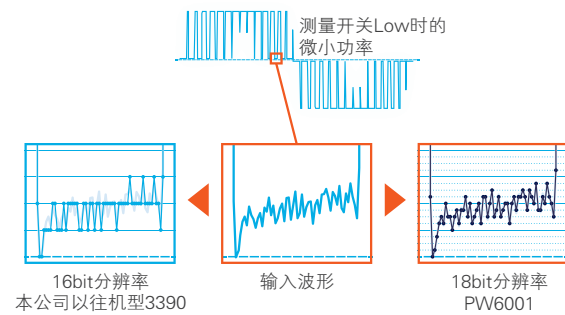 测量开关Low时的
微小功率
16bit分辨率
本公司以往机型3390
输入波形
18bit分辨率
PW6001